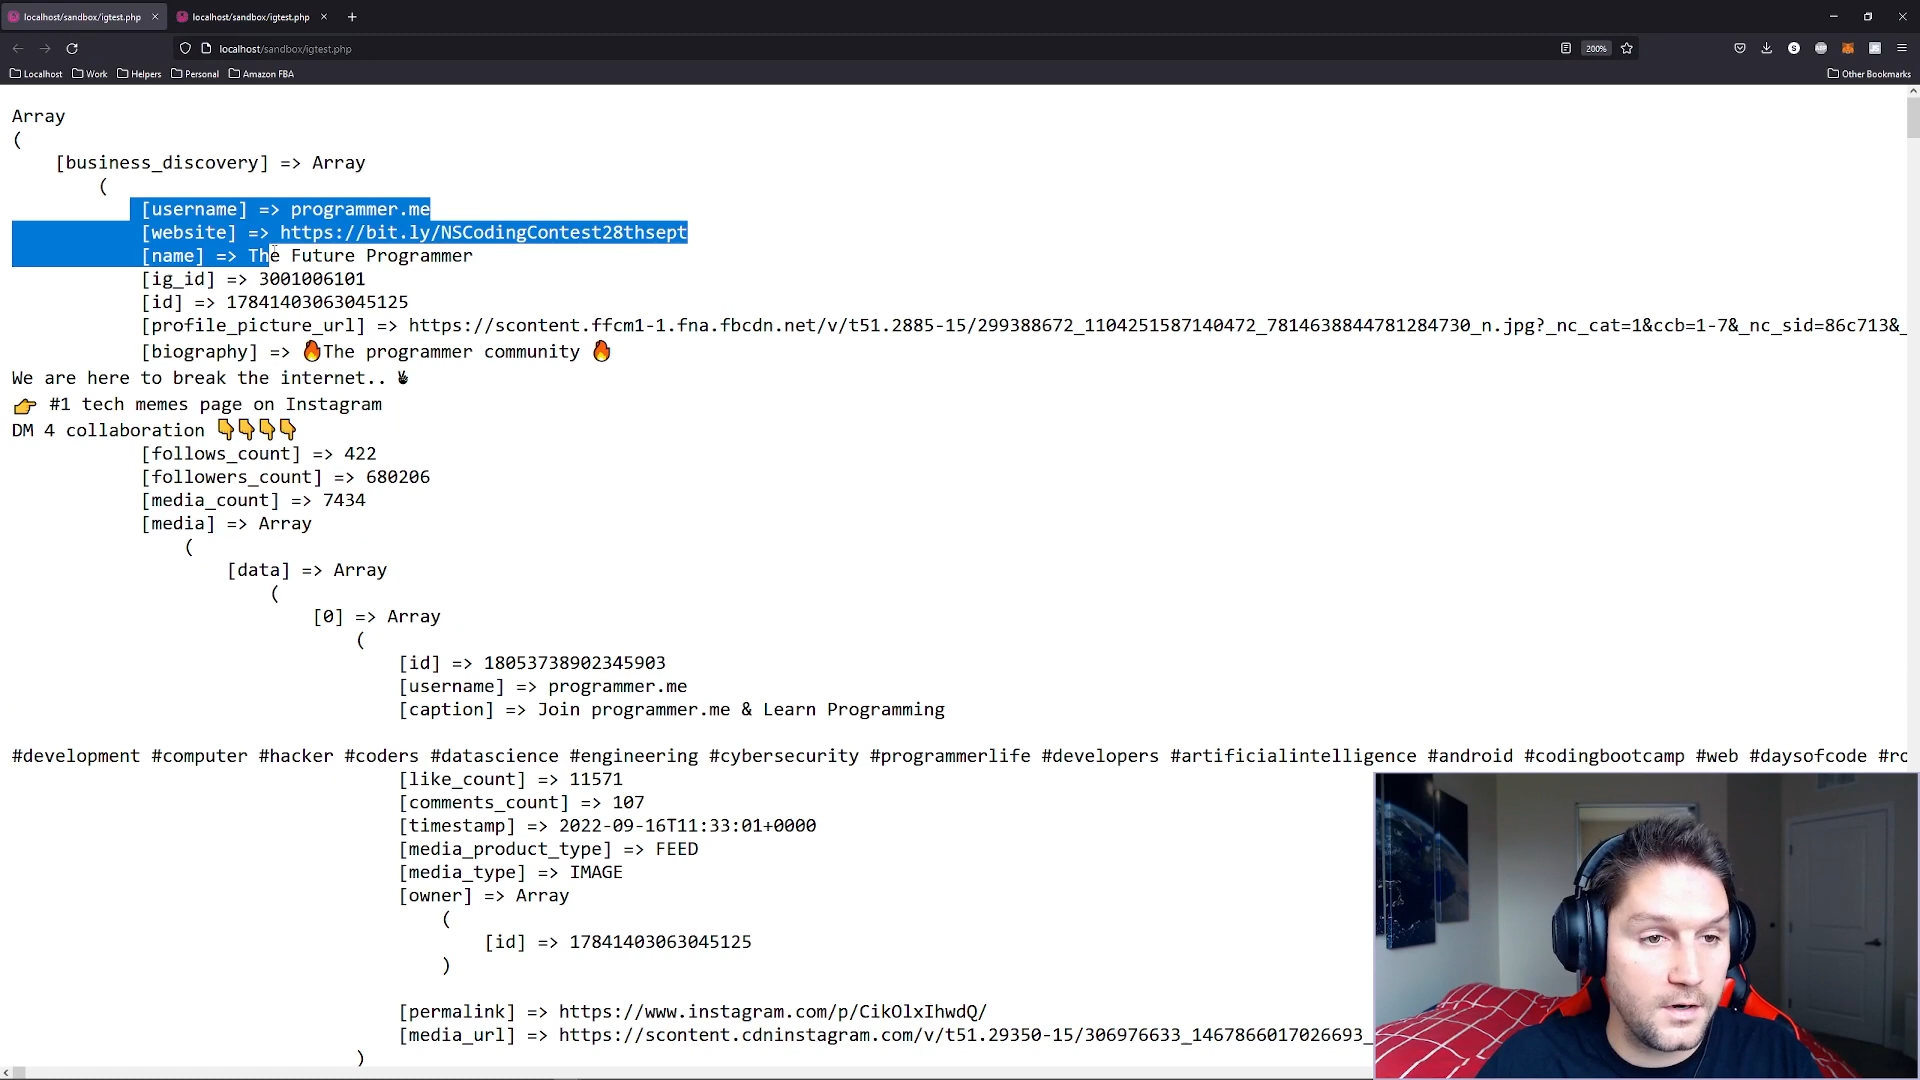 localhost/sandbox/igtest.php
localhost/sandbox/igtest.php
localhost/sandbox/igtest.php
200%
Localhost
Work
Helpers
Personal
Amazon FBA
Other Bookmarks
Array
(
[business_discovery] => Array
(
[username] => programmer.me
[website] => https://bit.ly/NSCodingContest28thsept
[name] => The Future Programmer
[ig_id] => 3001006101
[id] => 17841403063045125
[profile_picture_url] => https://scontent.ffcm1-1.fna.fbcdn.net/v/t51.2885-15/299388672_1104251587140472_7814638844781284730_n.jpg?_nc_cat=1&ccb=1-7&_nc_sid=86c713&_
[biography] => 🔥The programmer community 🔥
We are here to break the internet.. ✌
👉 #1 tech memes page on Instagram
DM 4 collaboration 👇👇👇👇
[follows_count] => 422
[followers_count] => 680206
[media_count] => 7434
[media] => Array
(
[data] => Array
(
[0] => Array
(
[id] => 18053738902345903
[username] => programmer.me
[caption] => Join programmer.me & Learn Programming
#development #computer #hacker #coders #datascience #engineering #cybersecurity #programmerlife #developers #artificialintelligence #android #codingbootcamp #web #daysofcode #ro
[like_count] => 11571
[comments_count] => 107
[timestamp] => 2022-09-16T11:33:01+0000
[media_product_type] => FEED
[media_type] => IMAGE
[owner] => Array
(
[id] => 17841403063045125
)
[permalink] => https://www.instagram.com/p/CikOlxIhwdQ/
[media_url] => https://scontent.cdninstagram.com/v/t51.29350-15/306976633_1467866017026693_
)